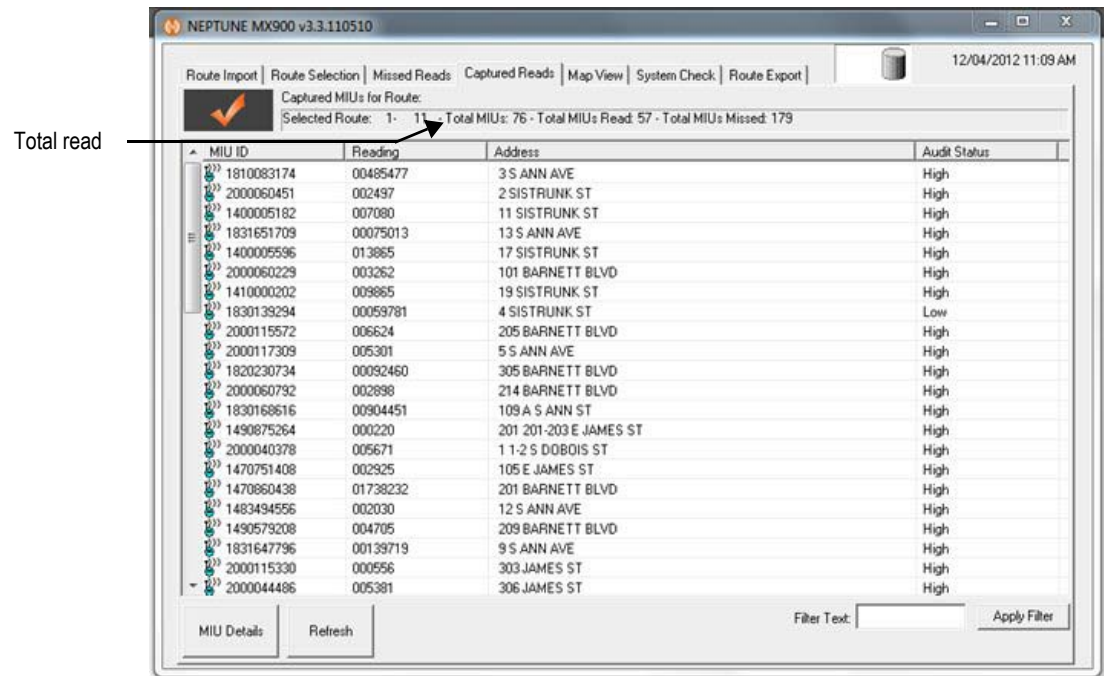 NEPTUNE MX900 v3.3.110510
12/04/2012 11:09 AM
Route Import Route Selection Missed Reads Captured Reads Map View System Check Route Export
Captured MIUs for Route:
Selected Route: 1- 11 - Total MIUs: 76 - Total MIUs Read: 57 - Total MIUs Missed: 179
Total read
MIU ID Reading Address Audit Status
1810083174 00485477 3 S ANN AVE High
2000060451 002497 2 SISTRUNK ST High
1400005182 007080 11 SISTRUNK ST High
1831651709 00075013 13 S ANN AVE High
1400005596 013865 17 SISTRUNK ST High
2000060229 003262 101 BARNETT BLVD High
1410000202 009865 19 SISTRUNK ST High
1830139294 00059781 4 SISTRUNK ST Low
2000115572 006624 205 BARNETT BLVD High
2000117309 005301 5 S ANN AVE High
1820230734 00092460 305 BARNETT BLVD High
2000060792 002898 214 BARNETT BLVD High
1830168616 00904451 109 A S ANN ST High
1490875264 000220 201 201-203 E JAMES ST High
2000040378 005671 1 1-2 S DOBOIS ST High
1470751408 002925 105 E JAMES ST High
1470860438 01738232 201 BARNETT BLVD High
1483494556 002030 12 S ANN AVE High
1490579208 004705 209 BARNETT BLVD High
1831647796 00139719 9 S ANN AVE High
2000115330 000556 303 JAMES ST High
2000044486 005381 306 JAMES ST High
MIU Details Refresh Filter Text: Apply Filter